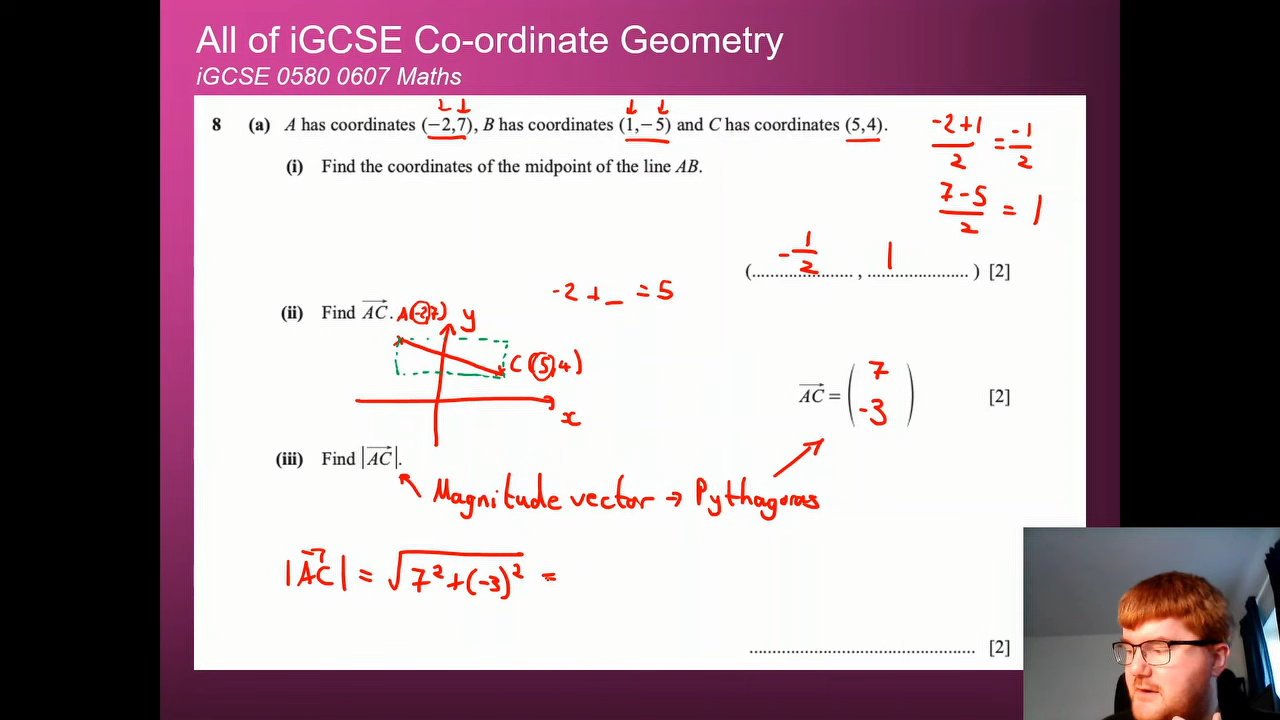 All of iGCSE Co-ordinate Geometry
iGCSE 0580 0607 Maths
8 (a) A has coordinates (−2,7), B has coordinates (1,−5) and C has coordinates (5,4).
-2+1/2 = -1/2
(i) Find the coordinates of the midpoint of the line AB.
7-5/2 = 1
(....-1/2...., ....1....) [2]
-2 + _ = 5
(ii) Find AC⃗.
A(-2,7)
y
C (5,4)
x
AC⃗ = (7
-3) [2]
(iii) Find |AC⃗|.
Magnitude vector → Pythagoras
|AC⃗| = √7² + (-3)² =
............................................. [2]